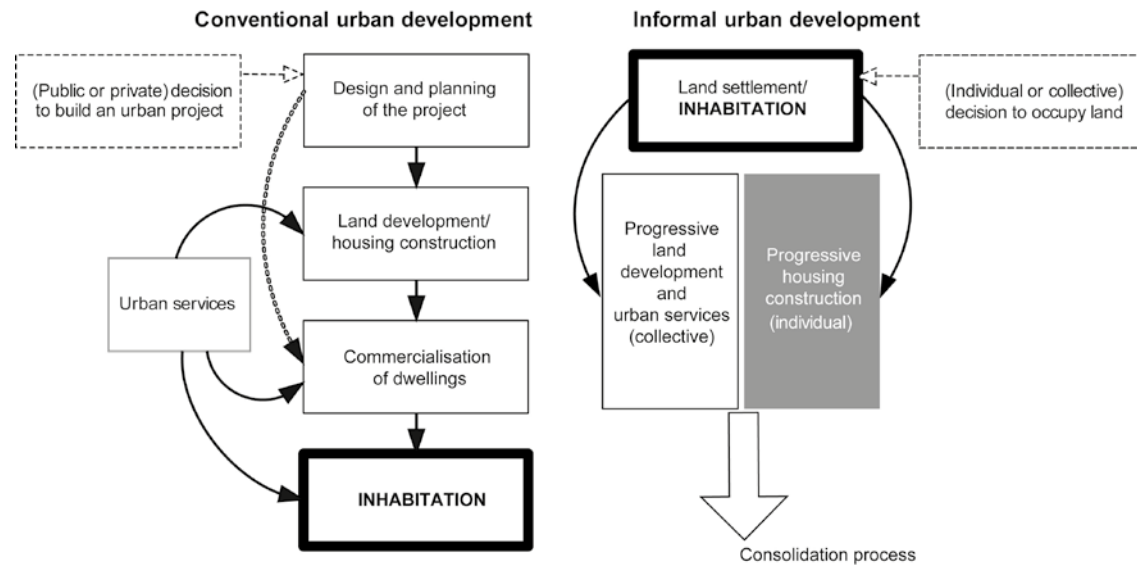 Conventional urban development
(Public or private) decision
to build an urban project
Design and planning
of the project
Land development/
housing construction
Urban services
Commercialisation
of dwellings
INHABITATION
Informal urban development
Land settlement/
INHABITATION
(Individual or collective)
decision to occupy land
Progressive
land
development
and
urban services
(collective)
Progressive
housing
construction
(individual)
Consolidation process